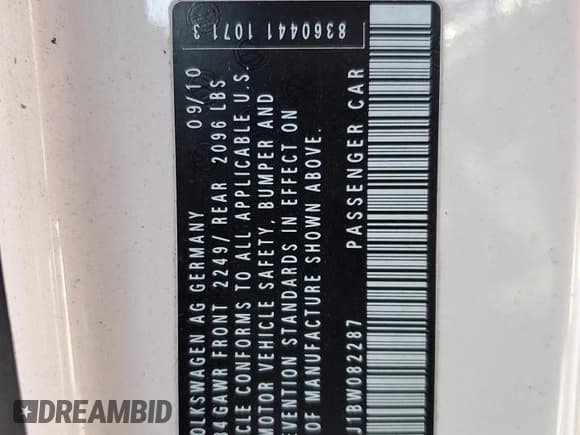 8360441 1071 3
OLKSWAGEN AG GERMANY 09/10
84GAWR FRONT 2249/ REAR 2096 LBS
ICLE CONFORMS TO ALL APPLICABLE U.S.
MOTOR VEHICLE SAFETY, BUMPER AND
EVENTION STANDARDS IN EFFECT ON
OF MANUFACTURE SHOWN ABOVE.
J1BW082287 PASSENGER CAR
DREAMBID